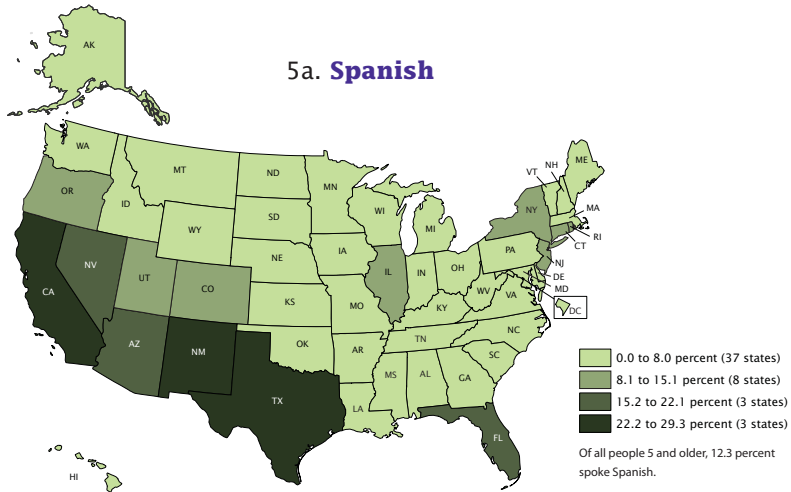 AK
5a. Spanish
WA
MT
ND
MN
VT
NH
ME
OR
ID
SD
WI
MI
NY
MA
RI
CT
WY
IA
PA
NJ
NE
OH
DE
MD
NV
UT
CO
IL
IN
WV
VA
DC
CA
KS
MO
KY
AZ
NM
OK
AR
TN
NC
SC
MS
AL
GA
TX
LA
FL
HI
0.0 to 8.0 percent (37 states)
8.1 to 15.1 percent (8 states)
15.2 to 22.1 percent (3 states)
22.2 to 29.3 percent (3 states)
Of all people 5 and older, 12.3 percent
spoke Spanish.